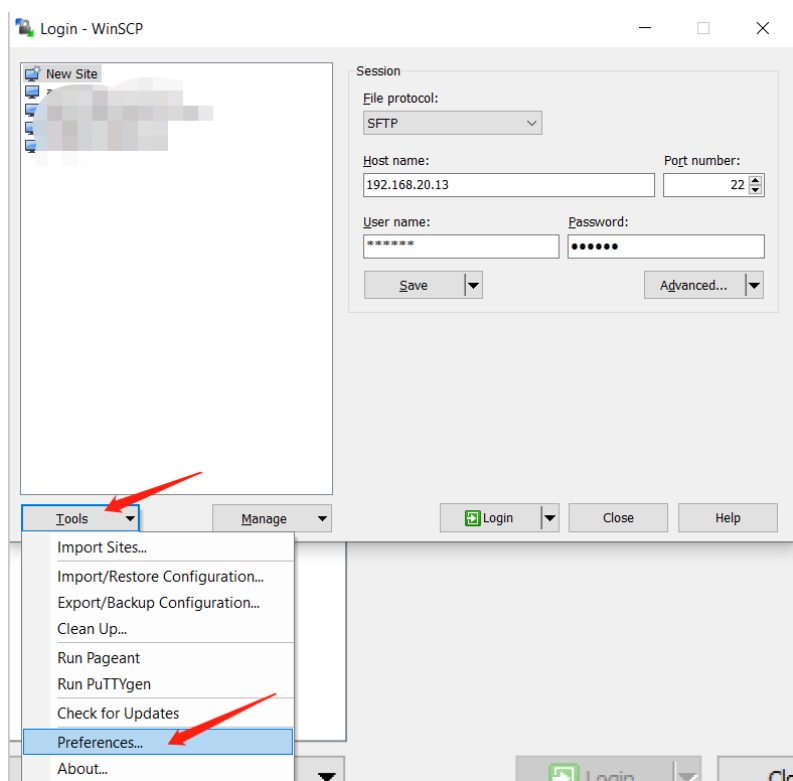 Login - WinSCP
New Site
Session
File protocol:
SFTP
Host name:
Port number:
192.168.20.13
22
User name:
Password:
******
●●●●●●
Save
Advanced...
Tools
Manage
Login
Close
Help
Import Sites...
Import/Restore Configuration...
Export/Backup Configuration...
Clean Up...
Run Pageant
Run PuTTYgen
Check for Updates
Preferences...
About...
Login